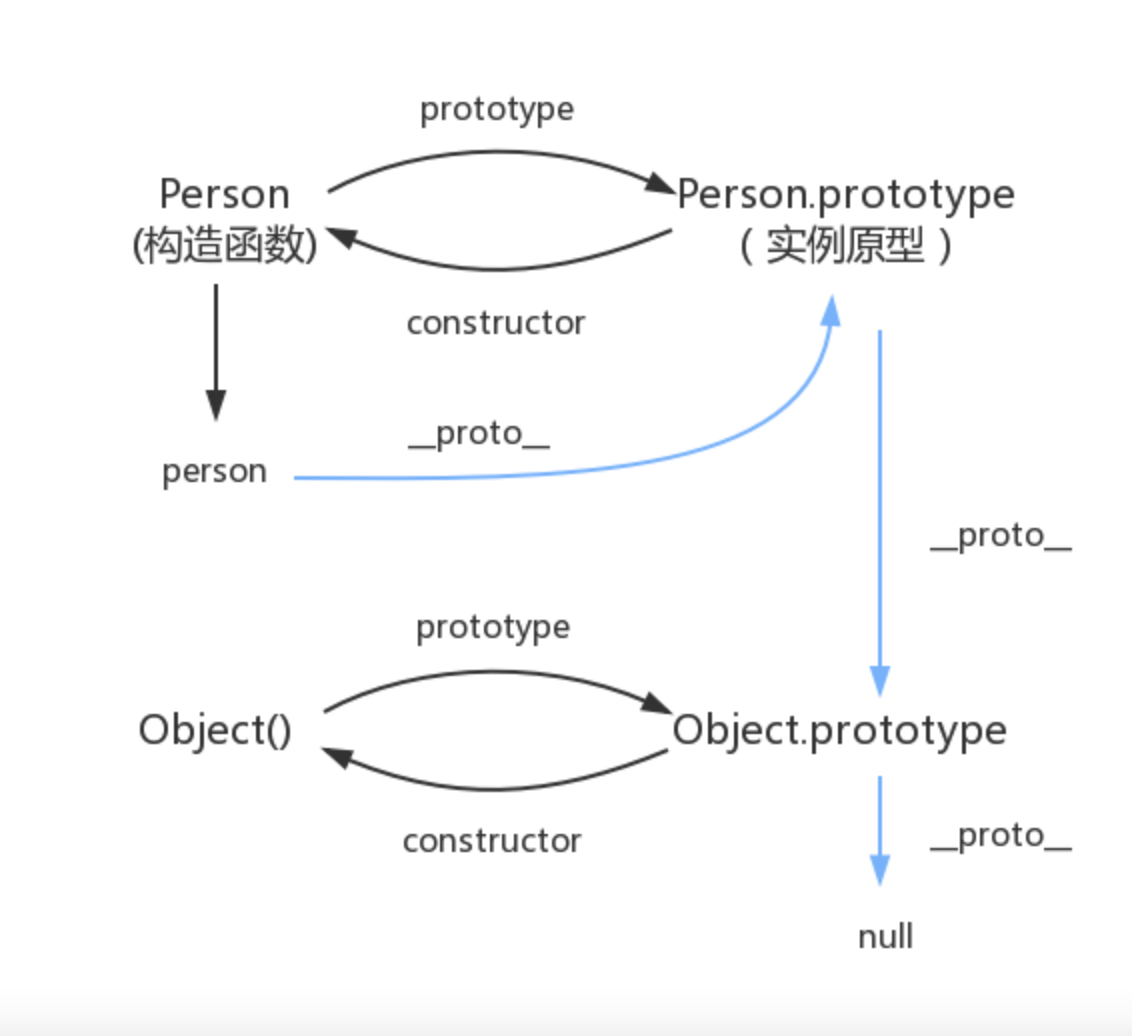 prototype
Person
Person.prototype
(构造函数)
( 实例原型 )
constructor
__proto__
person
__proto__
prototype
Object()
Object.prototype
__proto__
constructor
null